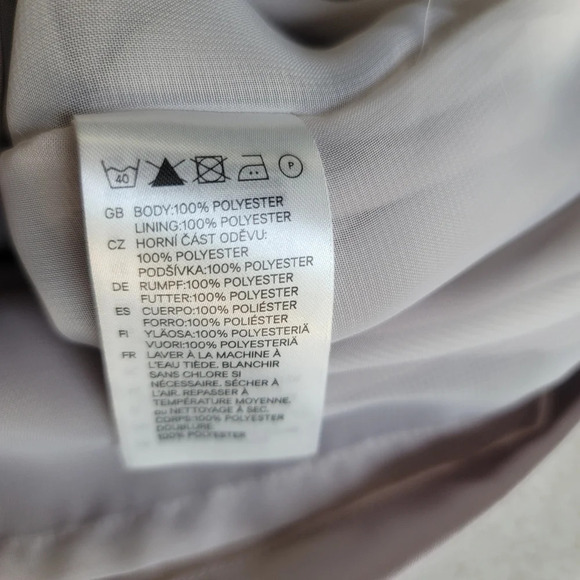 40 P
GB BODY:100% POLYESTER
LINING:100% POLYESTER
CZ HORNÍ ČÁST ODĚVU:
100% POLYESTER
PODŠÍVKA:100% POLYESTER
DE RUMPF:100% POLYESTER
FUTTER:100% POLYESTER
ES CUERPO:100% POLIÉSTER
FORRO:100% POLIÉSTER
FI YLÄOSA:100% POLYESTERIÄ
VUORI:100% POLYESTERIÄ
FR LAVER À LA MACHINE À
L'EAU TIÈDE. BLANCHIR
SANS CHLORE SI
NÉCESSAIRE. SÉCHER À
L'AIR. REPASSER À
TEMPÉRATURE MOYENNE.
ou NETTOYAGE À SEC.
CORPS:100% POLYESTER
DOUBLURE
100% POLYESTER